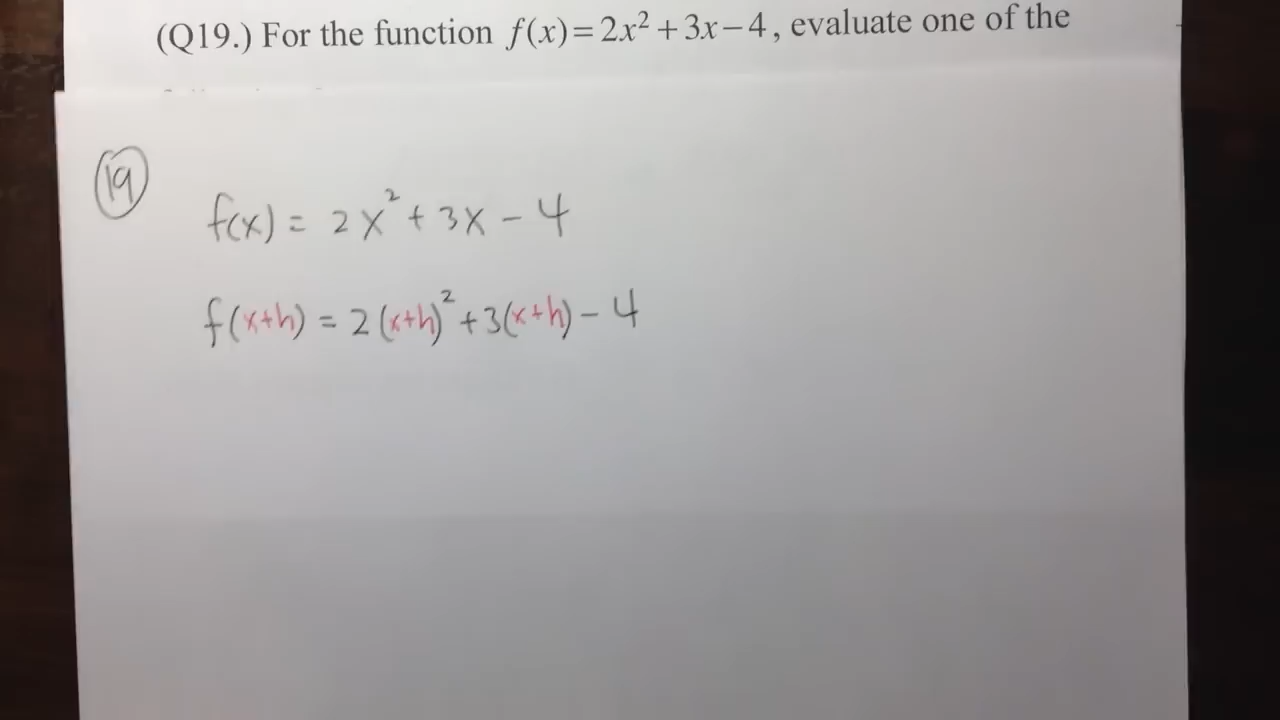 (Q19.) For the function f(x)=2x²+3x−4, evaluate one of the
19
f(x) = 2x² + 3x − 4
f(x+h) = 2(x+h)² + 3(x+h) − 4